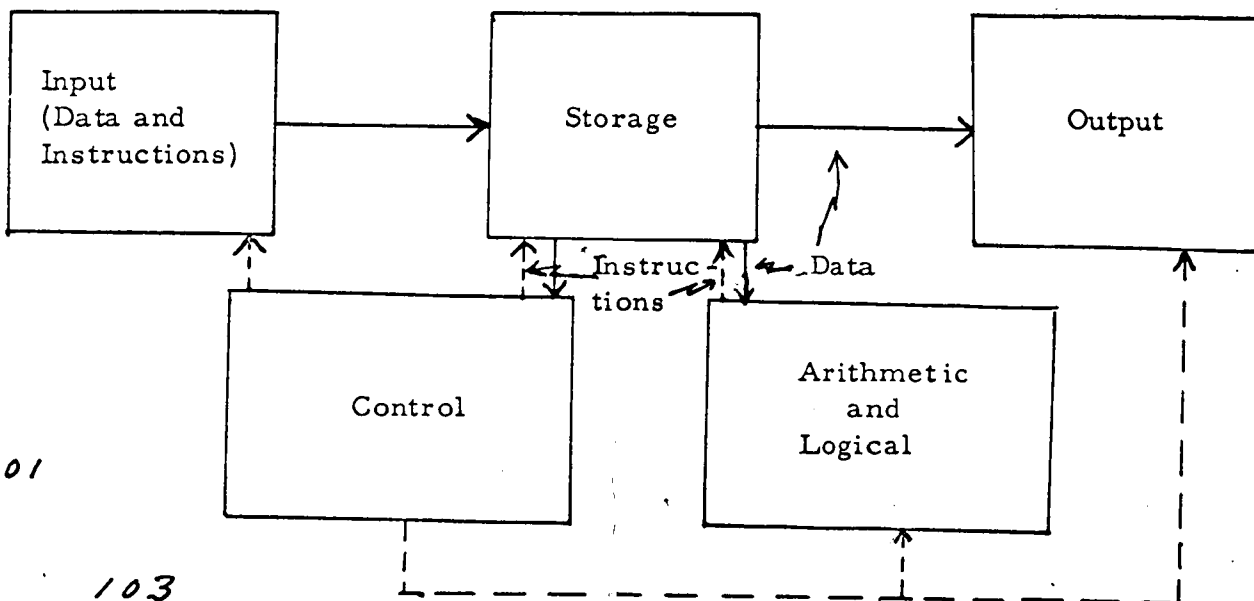 Input
(Data and
Instructions)
Storage
Output
Instruc-
tions
Data
Control
Arithmetic
and
Logical
01
103